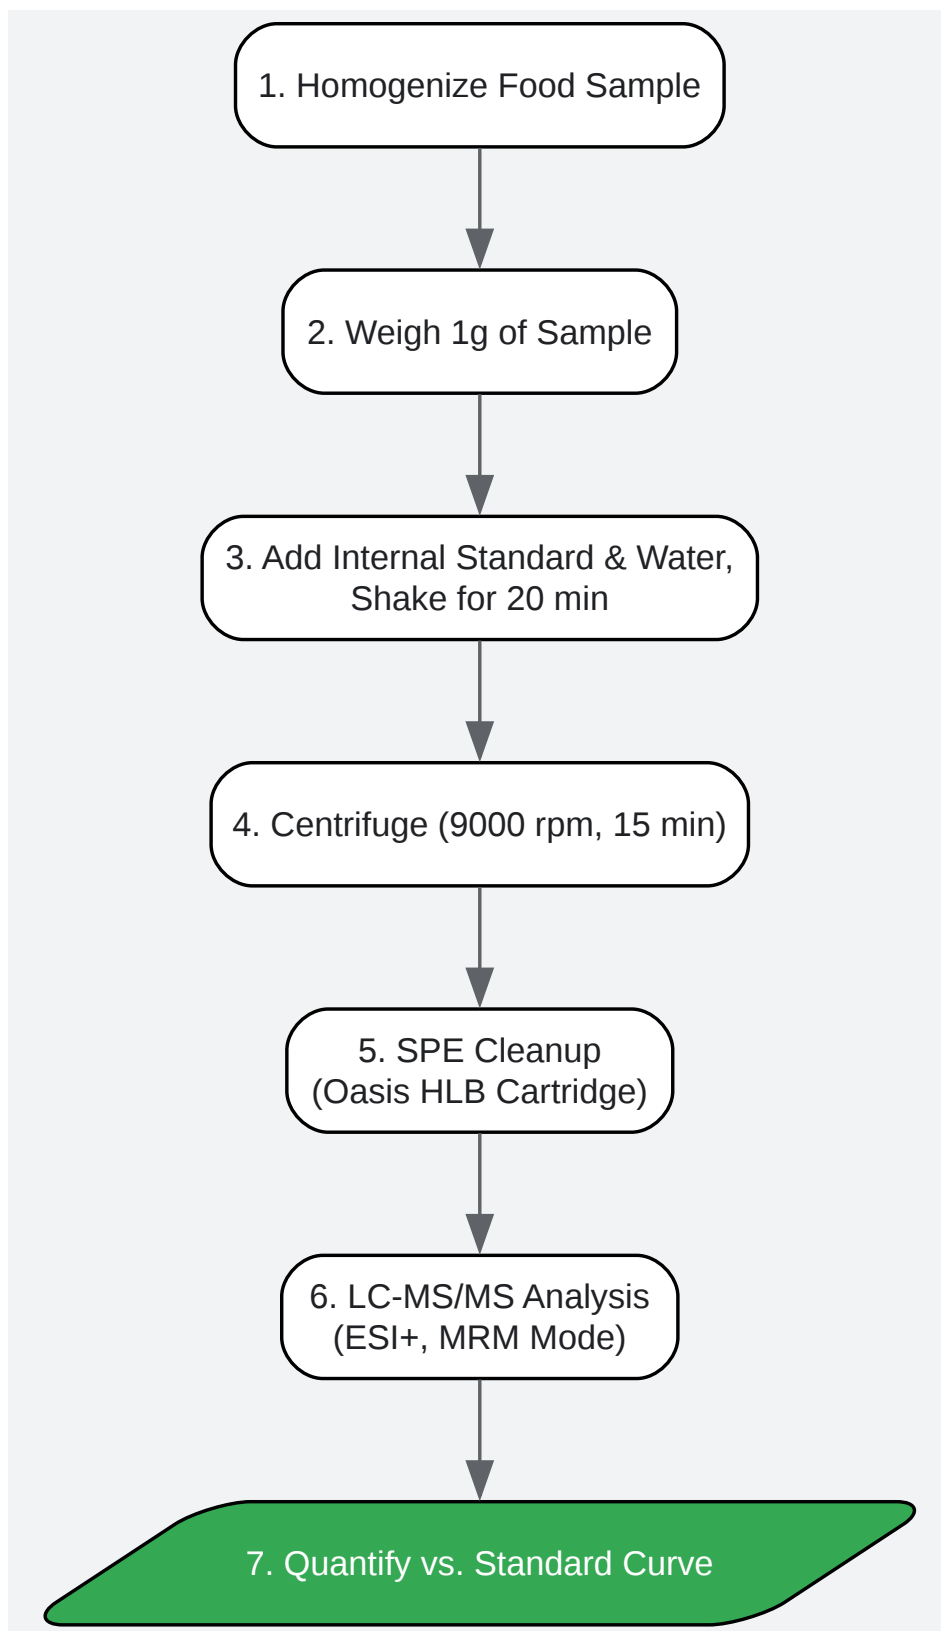 1. Homogenize Food Sample
2. Weigh 1g of Sample
3. Add Internal Standard & Water,
Shake for 20 min
4. Centrifuge (9000 rpm, 15 min)
5. SPE Cleanup
(Oasis HLB Cartridge)
6. LC-MS/MS Analysis
(ESI+, MRM Mode)
7. Quantify vs. Standard Curve